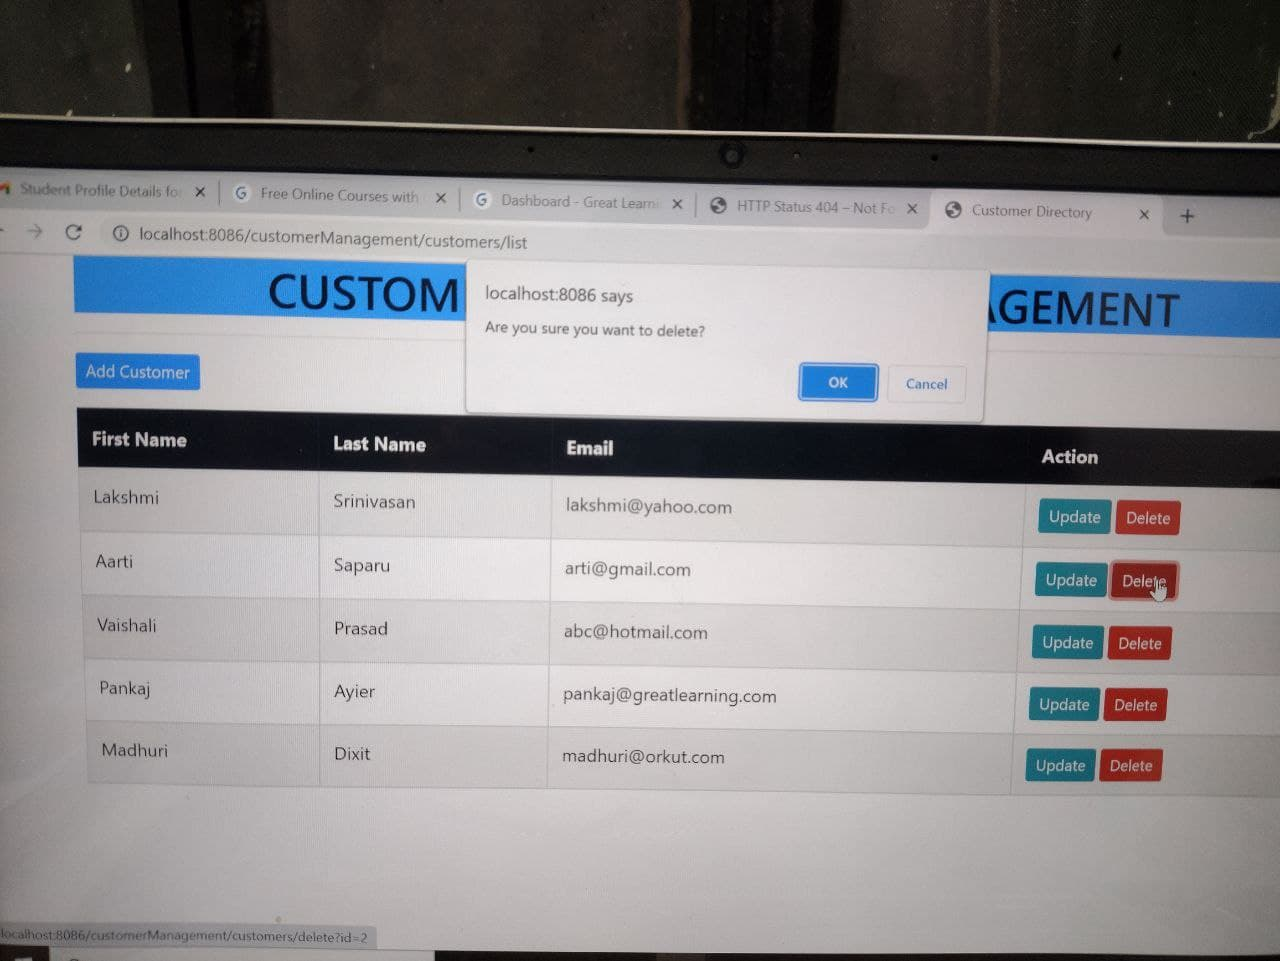 Student Profile Details fo
Free Online Courses with
Dashboard - Great Learni
HTTP Status 404 – Not Fo
Customer Directory
localhost:8086/customerManagement/customers/list
CUSTOM
AGEMENT
localhost:8086 says
Are you sure you want to delete?
OK
Cancel
Add Customer
First Name Last Name Email Action
Lakshmi Srinivasan lakshmi@yahoo.com Update Delete
Aarti Saparu arti@gmail.com Update Delete
Vaishali Prasad abc@hotmail.com Update Delete
Pankaj Ayier pankaj@greatlearning.com Update Delete
Madhuri Dixit madhuri@orkut.com Update Delete
localhost:8086/customerManagement/customers/delete?id=2